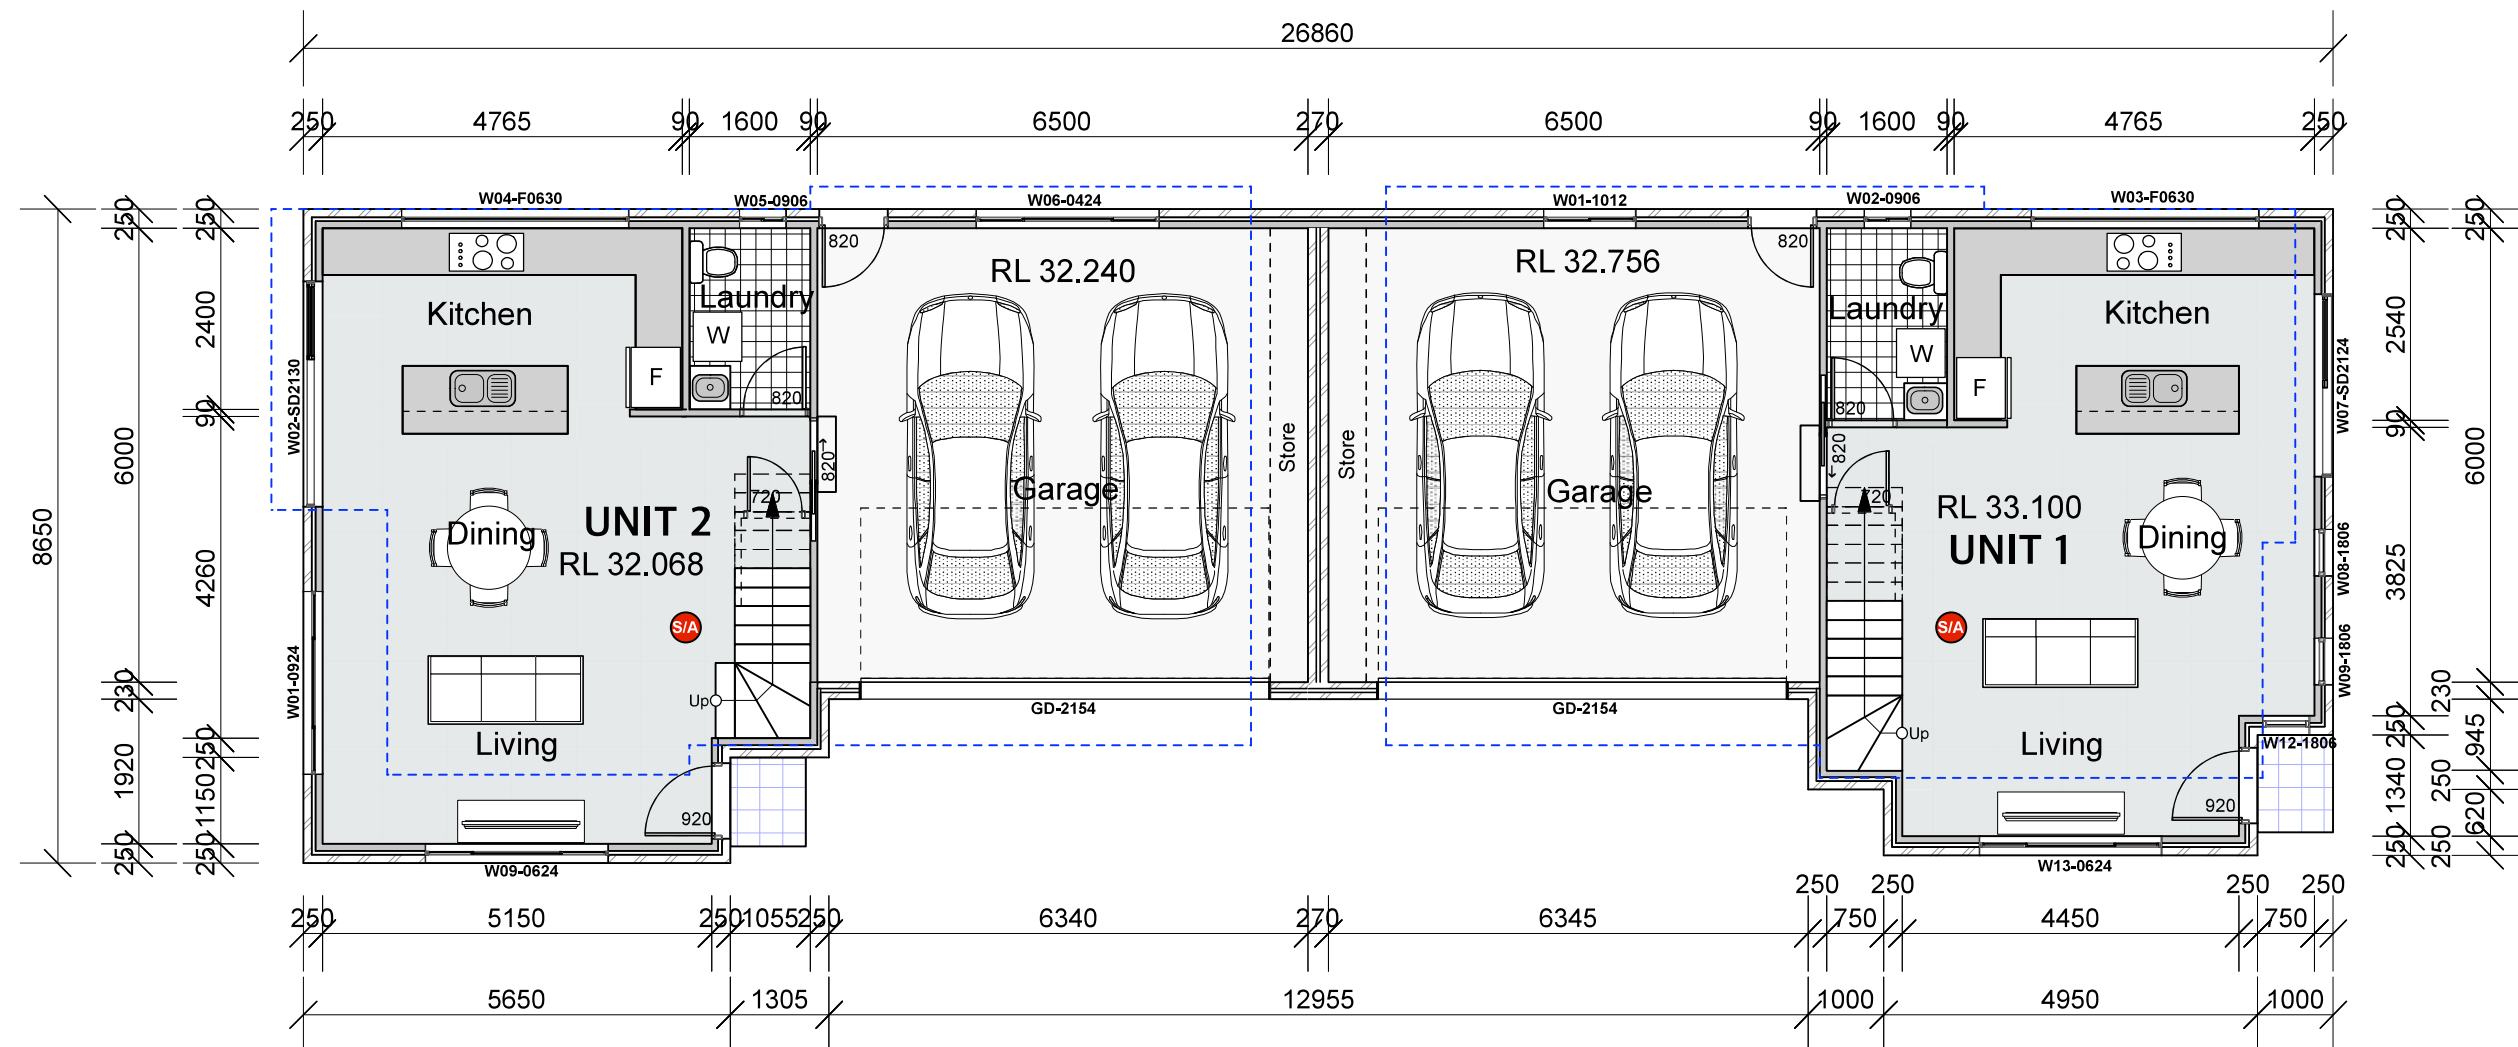 26860
250 4765 90 1600 90 6500 270 6500 90 1600 90 4765 250
W04-F0630 W05-0906 W06-0424 W01-1012 W02-0906 W03-F0630
250 250 250 250
820 820
RL 32.240 RL 32.756
Laundry Laundry
Kitchen Kitchen
2400 2540
W W
F F
W02-SD2130 W07-SD2124
820 820
90 90
Store Store
820 820
6000 6000
720 720
Garage Garage
UNIT 2 RL 33.100
Dining Dining
RL 32.068 UNIT 1
8650
4260 3825
W08-1806
S/A S/A
W01-0924 W09-1806
230 230
Up Up
Living Living
W12-1806
250 250 945
1920 1150 1340 250
920 920
620
250 250 250 250
W09-0624 W13-0624
250 250 250 250
250 5150 250 1055 250 6340 270 6345 750 4450 750
5650 1305 12955 1000 4950 1000
GD-2154 GD-2154